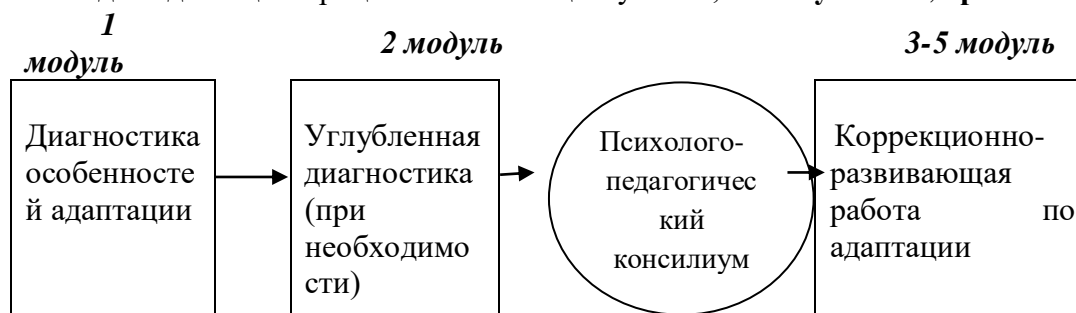 1
модуль
2 модуль
3-5 модуль
Диагностика
особенносте
й адаптации
Углубленная
диагностика
(при
необходимо
сти)
Психолого-
педагогичес
кий
консилиум
Коррекционно-
развивающая
работа по
адаптации